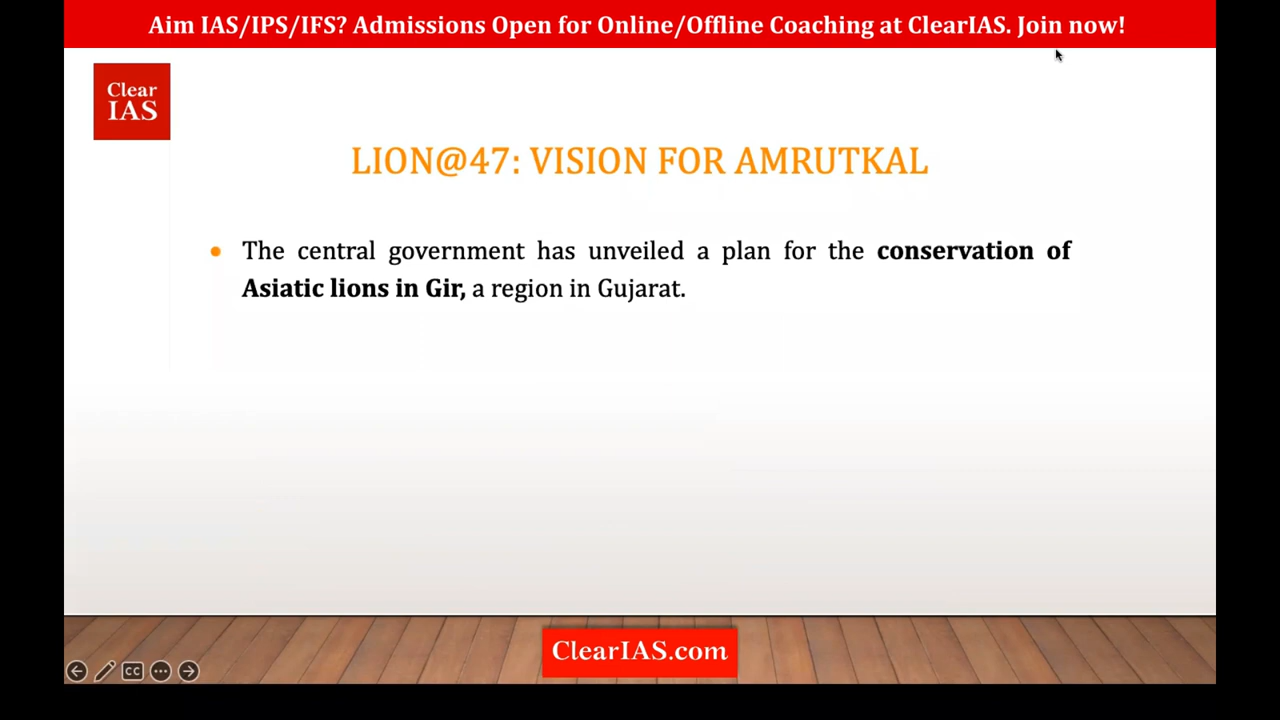 Aim IAS/IPS/IFS? Admissions Open for Online/Offline Coaching at ClearIAS. Join now!
Clear
IAS
LION@47: VISION FOR AMRUTKAL
The central government has unveiled a plan for the conservation of
Asiatic lions in Gir, a region in Gujarat.
ClearIAS.com
CC